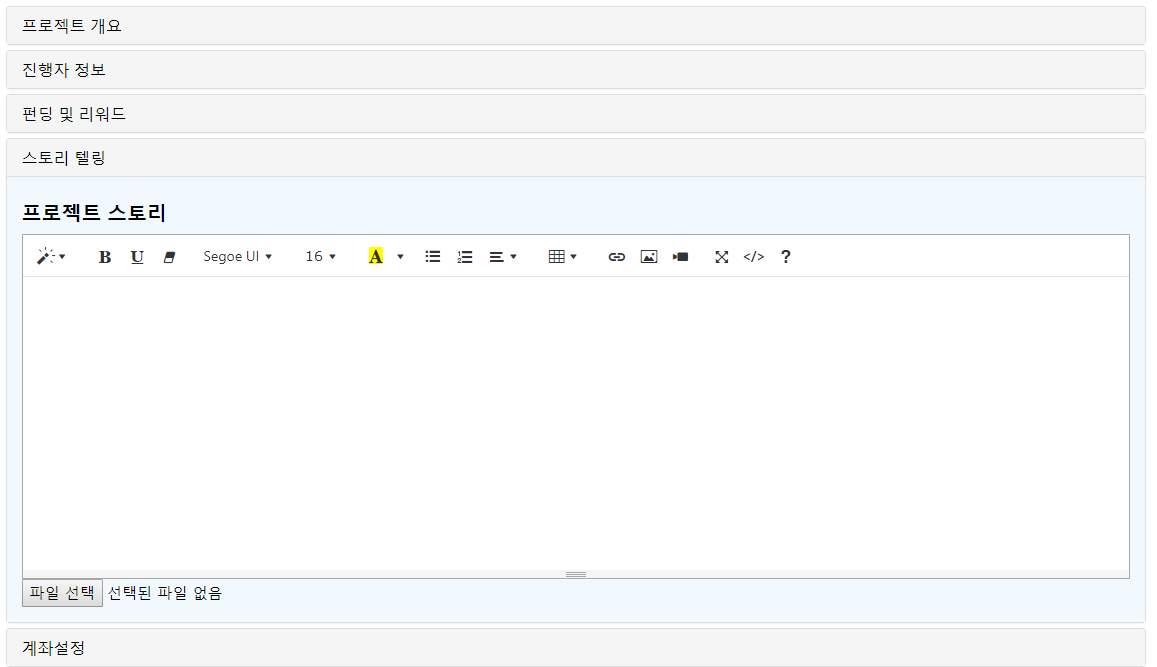 프로젝트 개요
진행자 정보
펀딩 및 리워드
스토리 텔링
프로젝트 스토리
B U Segoe UI 16 A </> ?
파일 선택 선택된 파일 없음
계좌설정